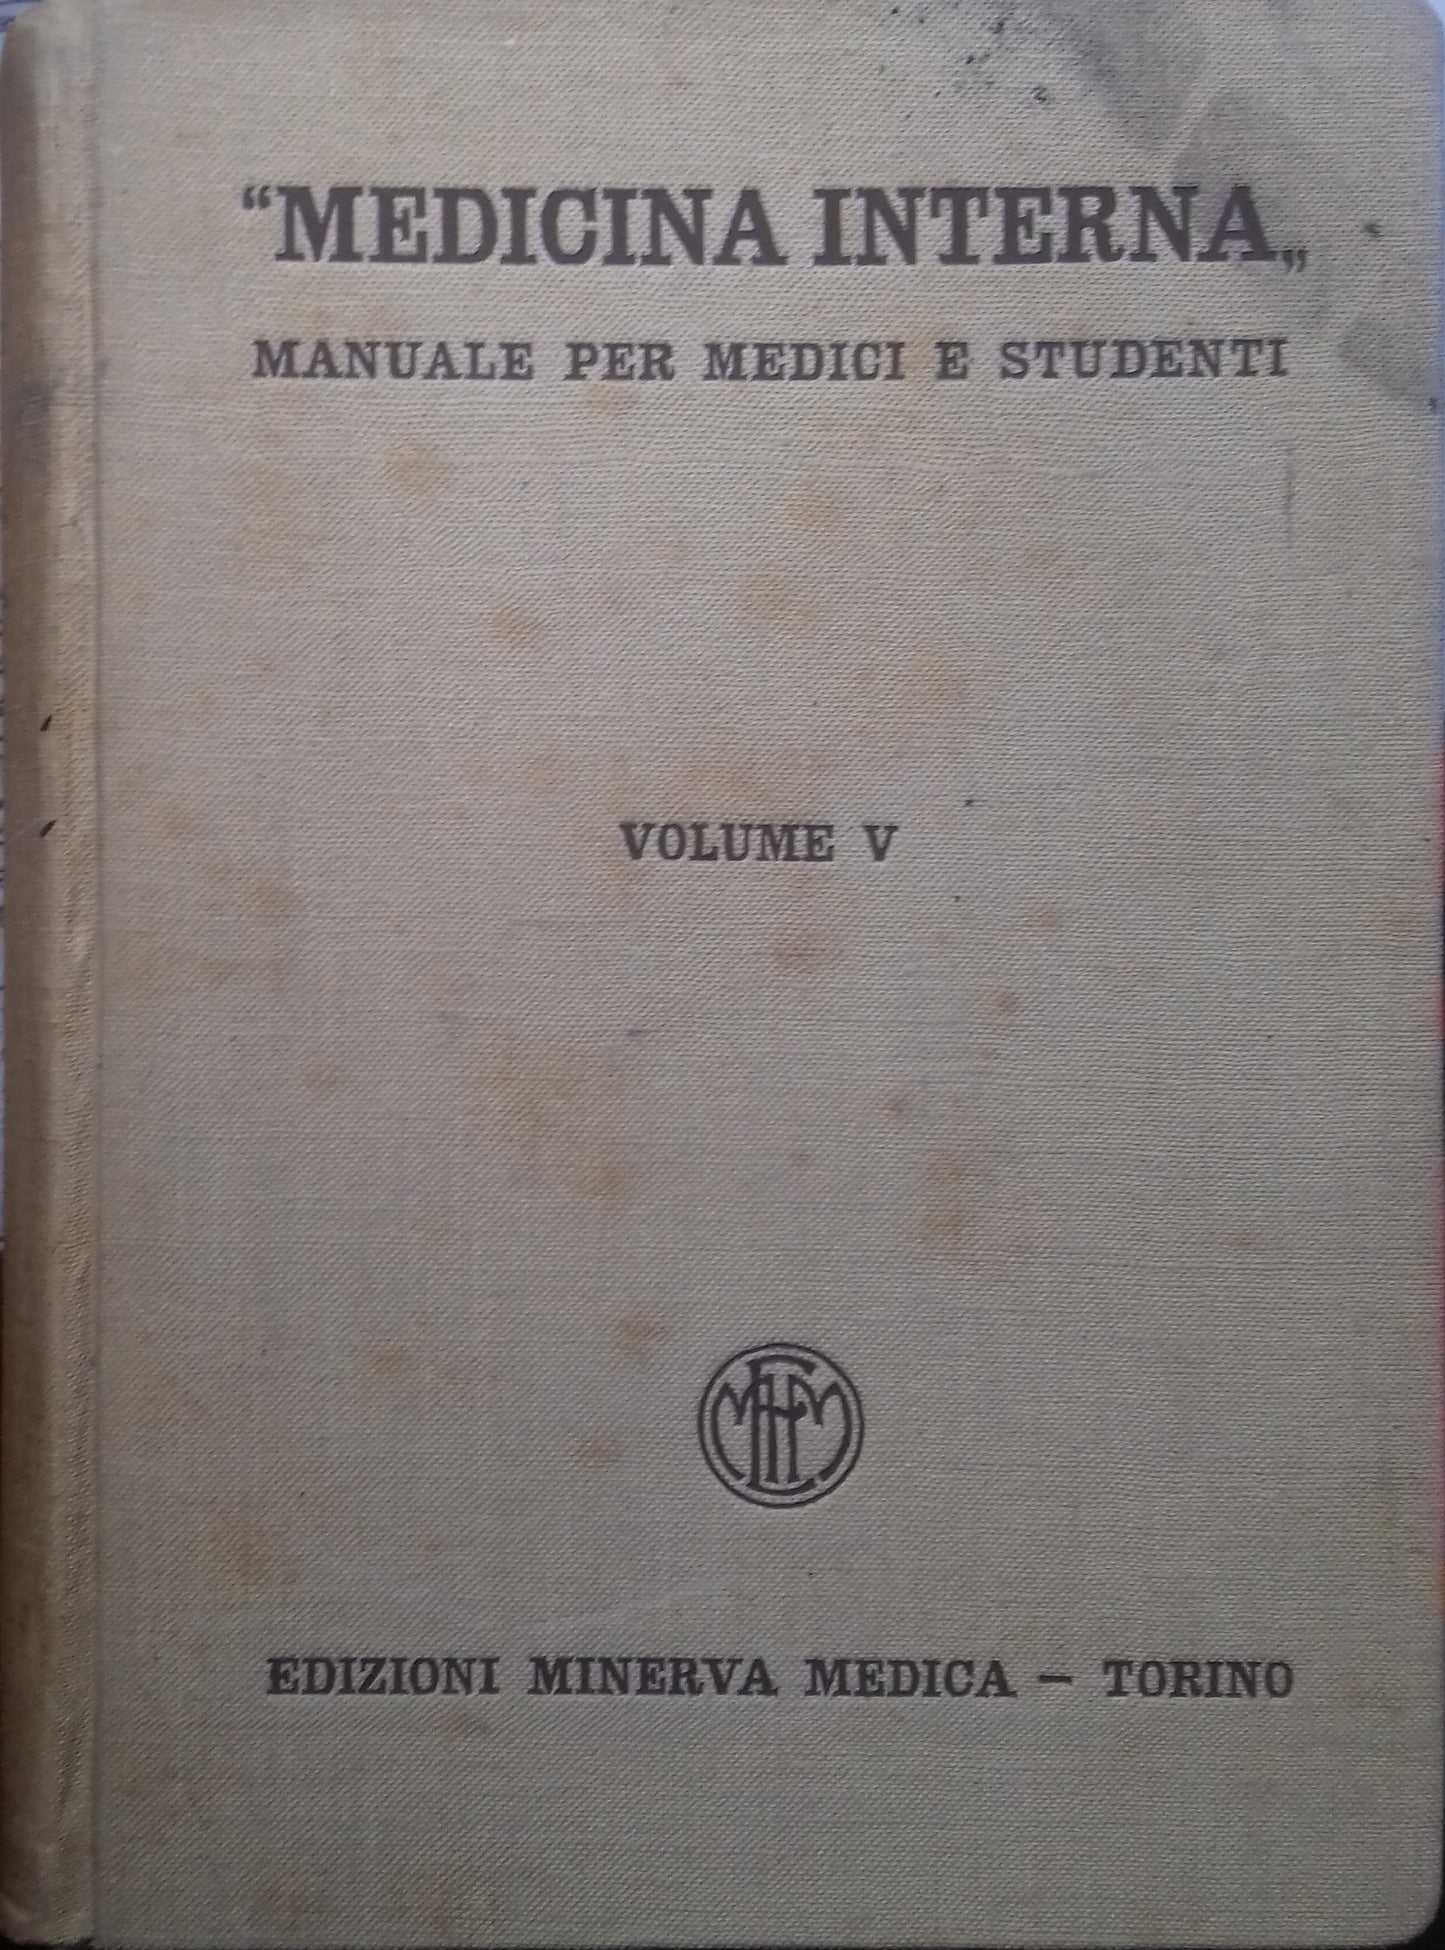 “MEDICINA INTERNA„
MANUALE PER MEDICI E STUDENTI
VOLUME V
EDIZIONI MINERVA MEDICA - TORINO